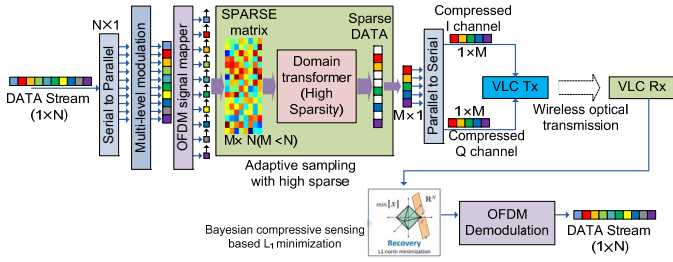 N×1
SPARSE
matrix
Sparse
DATA
Compressed
I channel
1×M
DATA Stream
(1×N)
Serial to Parallel
Multi-level modulation
OFDM signal mapper
Domain
transformer
(High
Sparsity)
M× N(M <N)
M×1
Parallel to Serial
VLC Tx
VLC Rx
Wireless optical
transmission
1×M
Compressed
Q channel
Adaptive sampling
with high sparse
Bayesian compressive sensing
based L1 minimization
min|x|
R^N
Recovery
L1 norm minimization
OFDM
Demodulation
DATA Stream
(1×N)